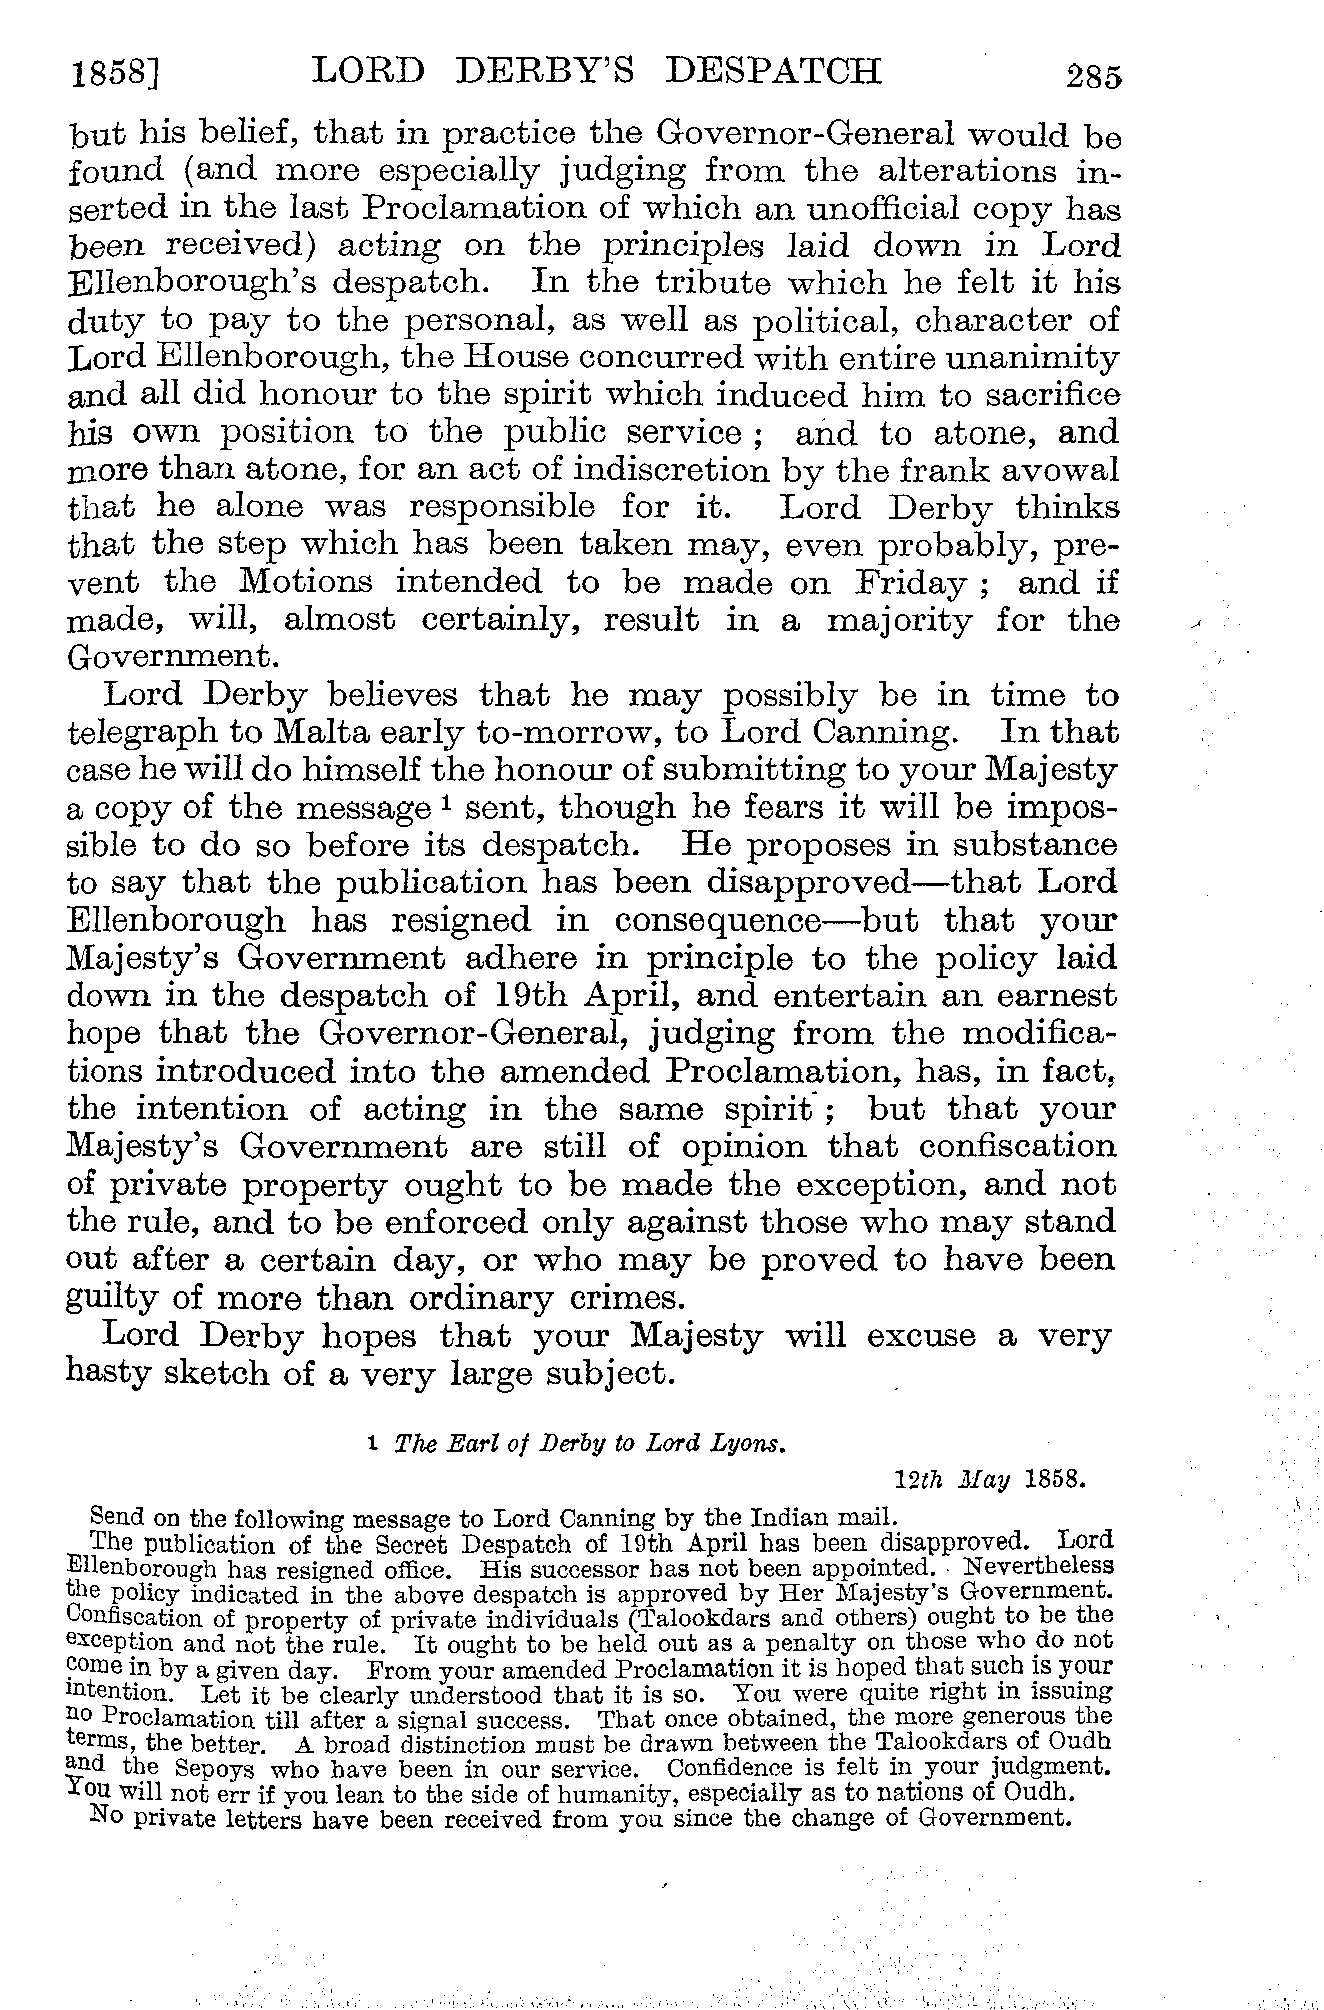 1858] LORD DERBY'S DESPATCH 285
but his belief, that in practice the Governor-General would be
found (and more especially judging from the alterations in-
serted in the last Proclamation of which an unofficial copy has
been received) acting on the principles laid down in Lord
Ellenborough's despatch. In the tribute which he felt it his
duty to pay to the personal, as well as political, character of
Lord Ellenborough, the House concurred with entire unanimity
and all did honour to the spirit which induced him to sacrifice
his own position to the public service ; and to atone, and
more than atone, for an act of indiscretion by the frank avowal
that he alone was responsible for it. Lord Derby thinks
that the step which has been taken may, even probably, pre-
vent the Motions intended to be made on Friday ; and if
made, will, almost certainly, result in a majority for the
Government.
Lord Derby believes that he may possibly be in time to
telegraph to Malta early to-morrow, to Lord Canning. In that
case he will do himself the honour of submitting to your Majesty
a copy of the message 1 sent, though he fears it will be impos-
sible to do so before its despatch. He proposes in substance
to say that the publication has been disapproved—that Lord
Ellenborough has resigned in consequence—but that your
Majesty's Government adhere in principle to the policy laid
down in the despatch of 19th April, and entertain an earnest
hope that the Governor-General, judging from the modifica-
tions introduced into the amended Proclamation, has, in fact,
the intention of acting in the same spirit ; but that your
Majesty's Government are still of opinion that confiscation
of private property ought to be made the exception, and not
the rule, and to be enforced only against those who may stand
out after a certain day, or who may be proved to have been
guilty of more than ordinary crimes.
Lord Derby hopes that your Majesty will excuse a very
hasty sketch of a very large subject.
1 The Earl of Derby to Lord Lyons.
12th May 1858.
Send on the following message to Lord Canning by the Indian mail.
The publication of the Secret Despatch of 19th April has been disapproved. Lord
Ellenborough has resigned office. His successor has not been appointed. Nevertheless
the policy indicated in the above despatch is approved by Her Majesty's Government.
Confiscation of property of private individuals (Talookdars and others) ought to be the
exception and not the rule. It ought to be held out as a penalty on those who do not
come in by a given day. From your amended Proclamation it is hoped that such is your
intention. Let it be clearly understood that it is so. You were quite right in issuing
no Proclamation till after a signal success. That once obtained, the more generous the
terms, the better. A broad distinction must be drawn between the Talookdars of Oudh
and the Sepoys who have been in our service. Confidence is felt in your judgment.
You will not err if you lean to the side of humanity, especially as to nations of Oudh.
No private letters have been received from you since the change of Government.